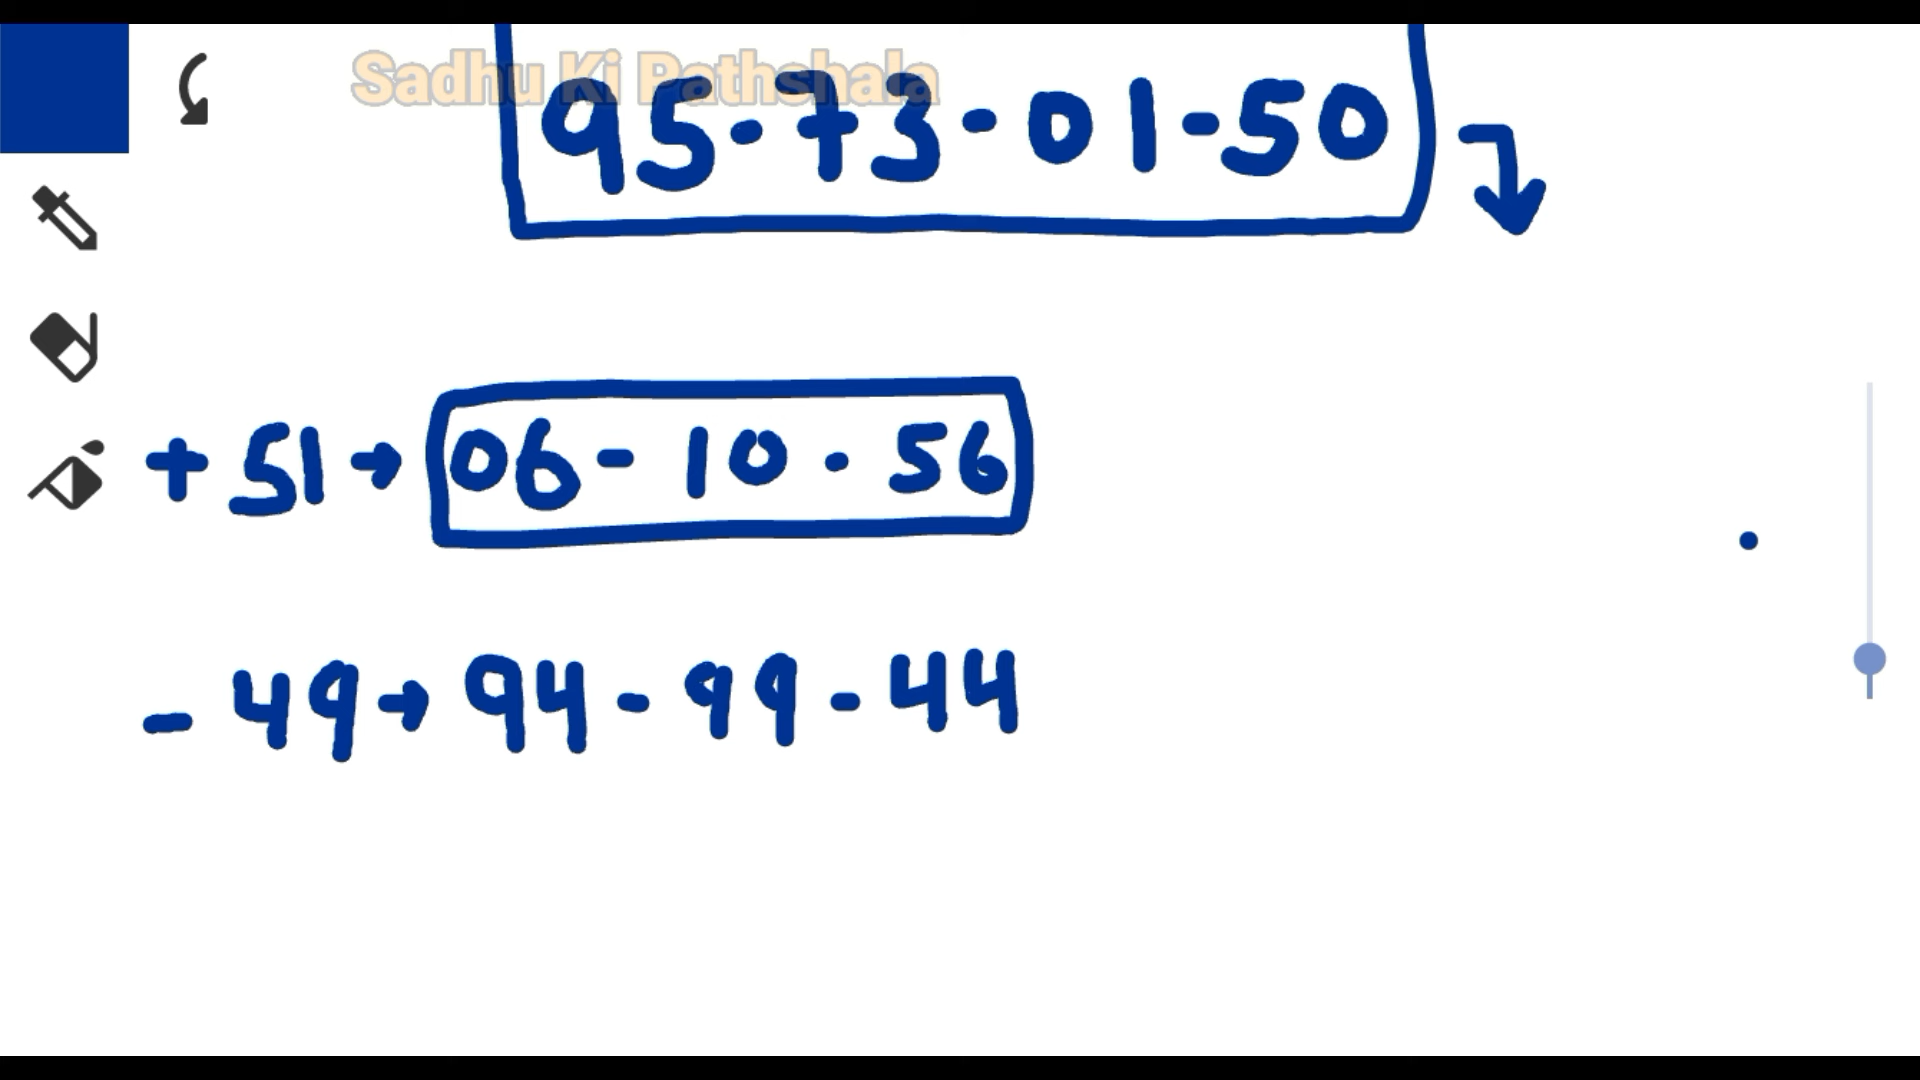 Sadhu Ki Pathshala
95-73-01-50
+ 51 → 06 - 10 - 56
- 49 → 94 - 99 - 44